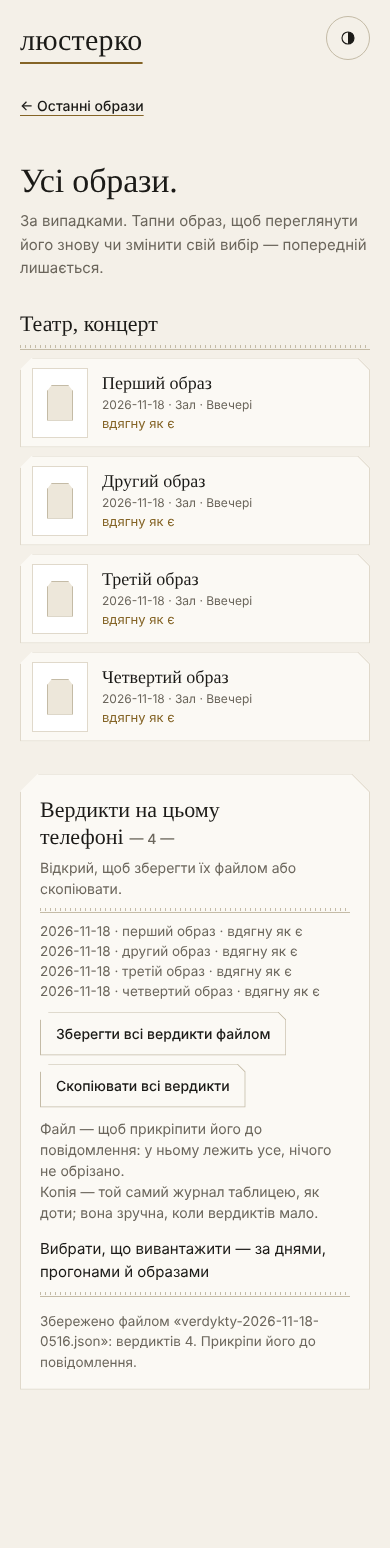 люстерко
← Останні образи
Усі образи.
За випадками. Тапни образ, щоб переглянути
його знову чи змінити свій вибір — попередній
лишається.
Театр, концерт
Перший образ
2026-11-18 · Зал · Ввечері
вдягну як є
Другий образ
2026-11-18 · Зал · Ввечері
вдягну як є
Третій образ
2026-11-18 · Зал · Ввечері
вдягну як є
Четвертий образ
2026-11-18 · Зал · Ввечері
вдягну як є
Вердикти на цьому
телефоні — 4 —
Відкрий, щоб зберегти їх файлом або
скопіювати.
2026-11-18 · перший образ · вдягну як є
2026-11-18 · другий образ · вдягну як є
2026-11-18 · третій образ · вдягну як є
2026-11-18 · четвертий образ · вдягну як є
Зберегти всі вердикти файлом
Скопіювати всі вердикти
Файл — щоб прикріпити його до
повідомлення: у ньому лежить усе, нічого
не обрізано.
Копія — той самий журнал таблицею, як
доти; вона зручна, коли вердиктів мало.
Вибрати, що вивантажити — за днями,
прогонами й образами
Збережено файлом «verdykty-2026-11-18-
0516.json»: вердиктів 4. Прикріпи його до
повідомлення.